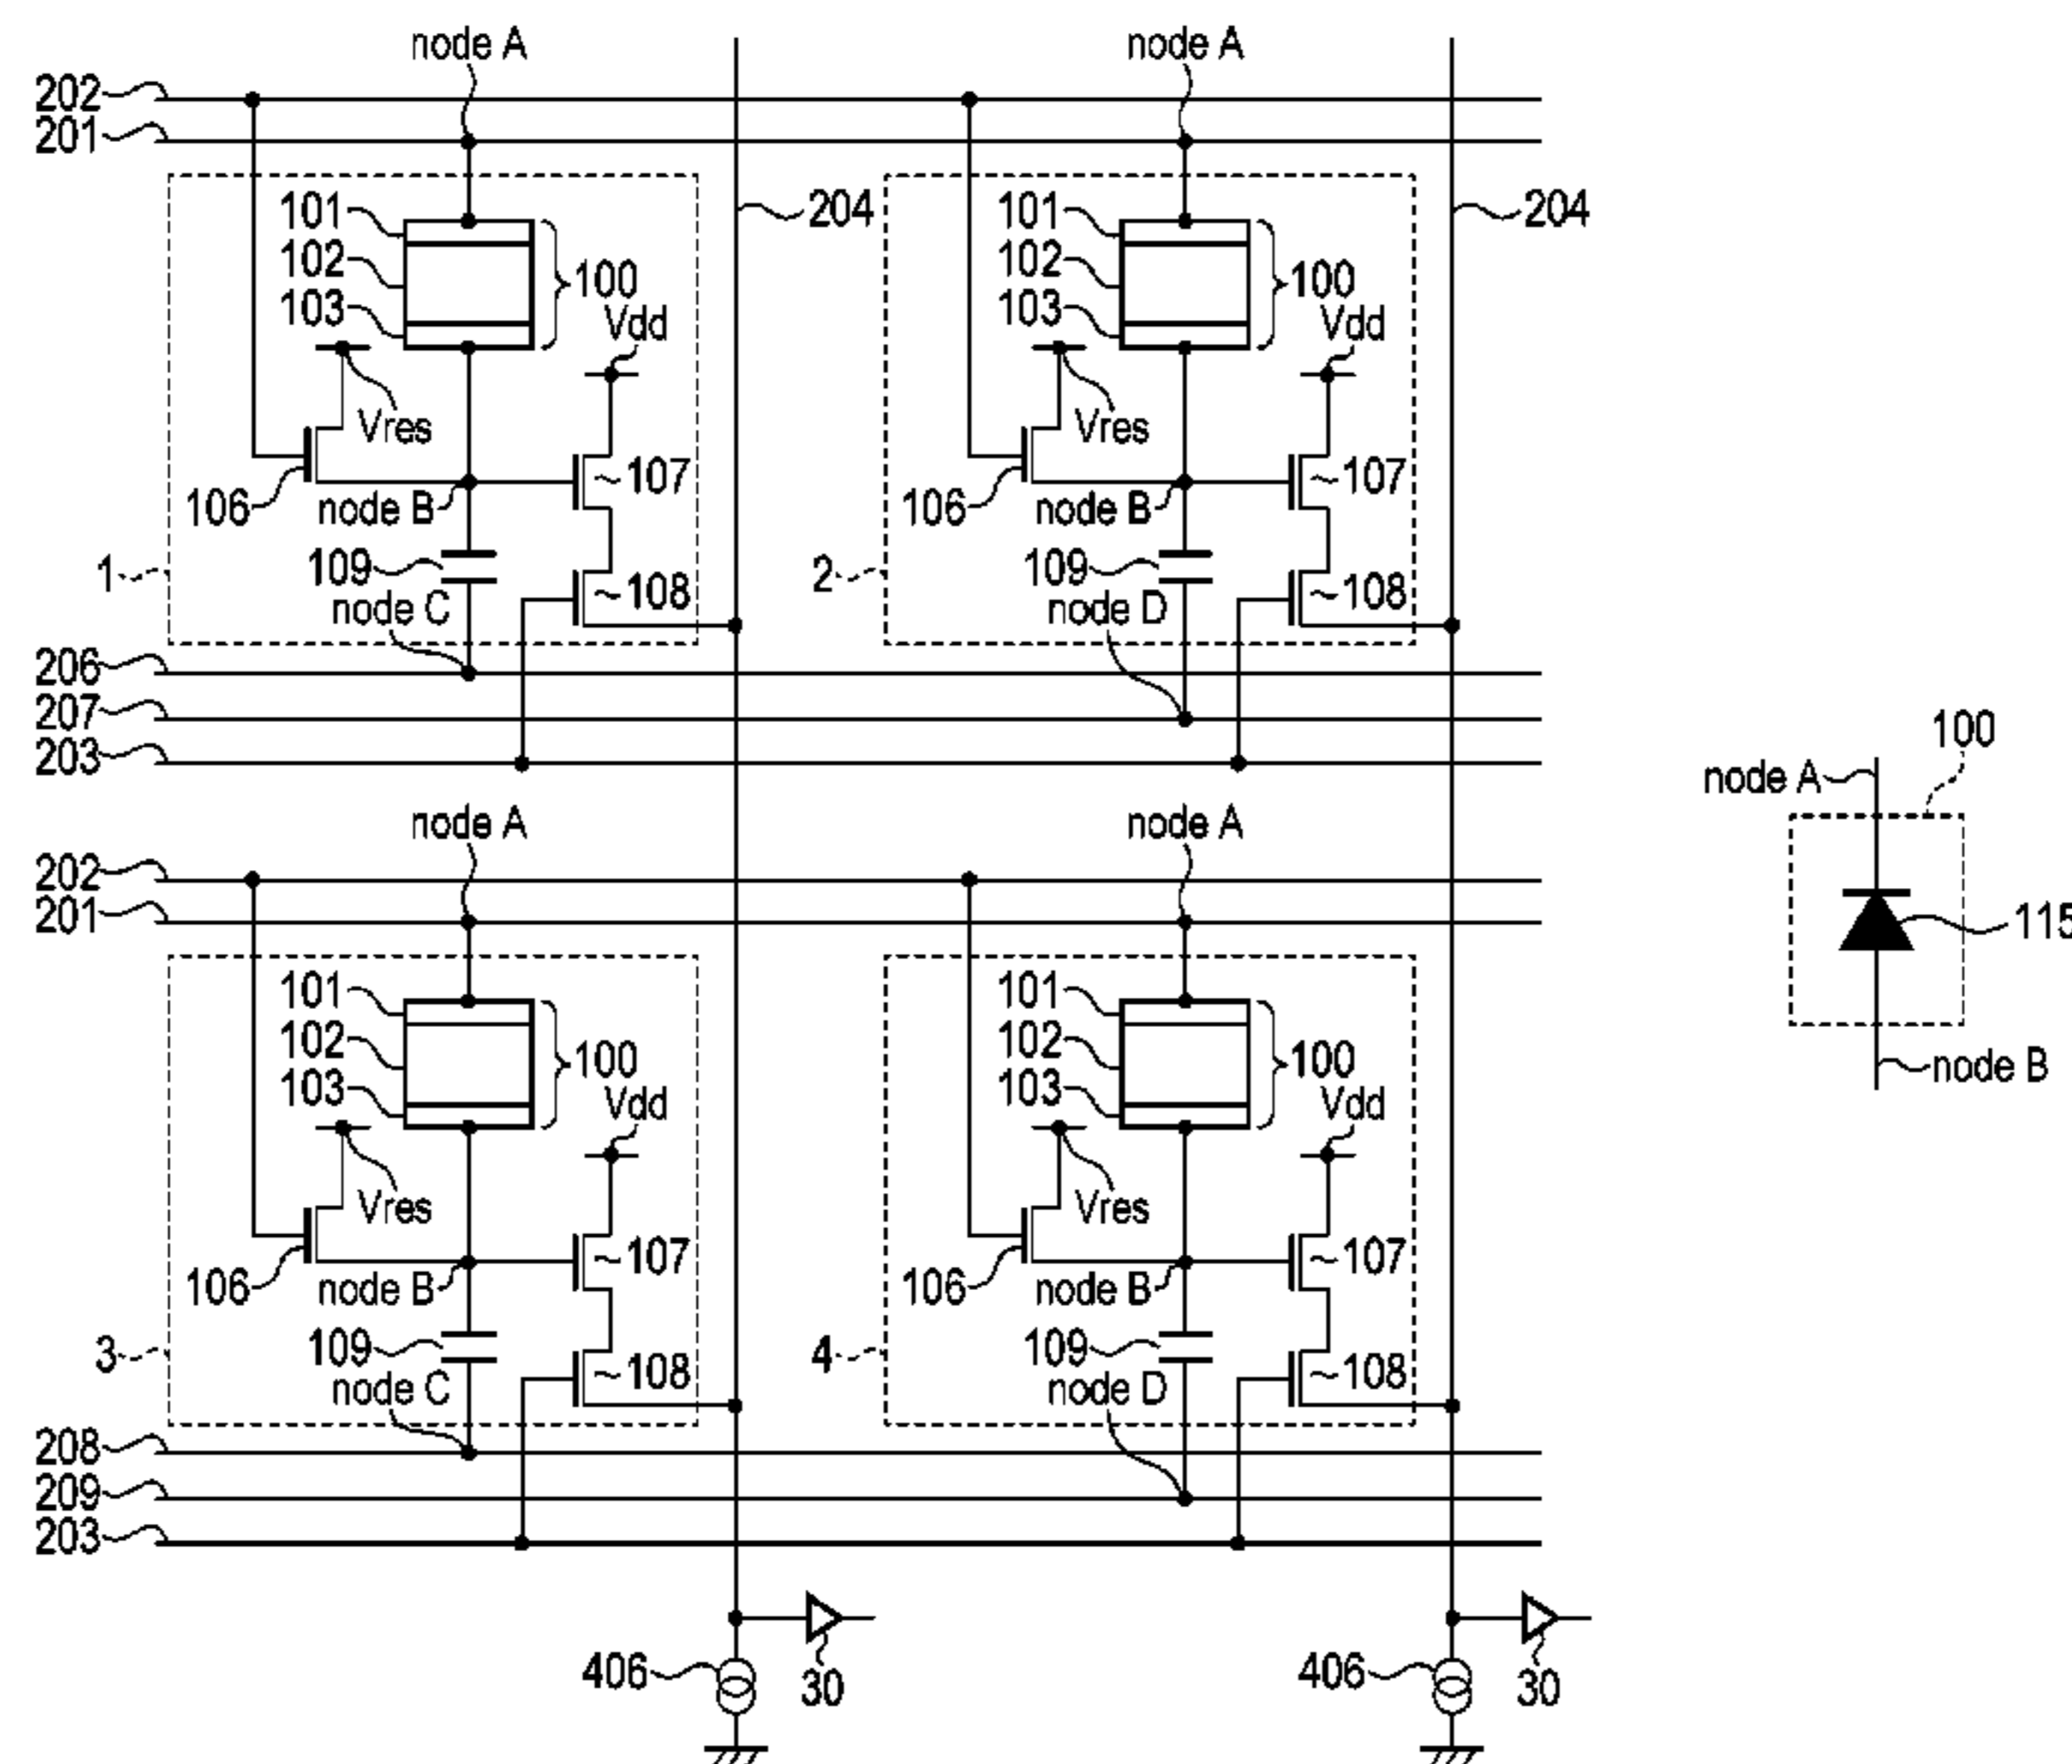 node A node A
202
201
101 204 101 204
102 100 102 100
103 Vdd 103 Vdd
Vres Vres
107 107
106 node B 106 node B
1 109 2 109
node C 108 node D 108
206
207
203
100
node A
node A node A
202
201
115
101 101
102 100 102 100
node B
103 Vdd 103 Vdd
Vres Vres
107 107
106 node B 106 node B
3 109 4 109
node C 108 node D 108
208
209
203
406 30 406 30